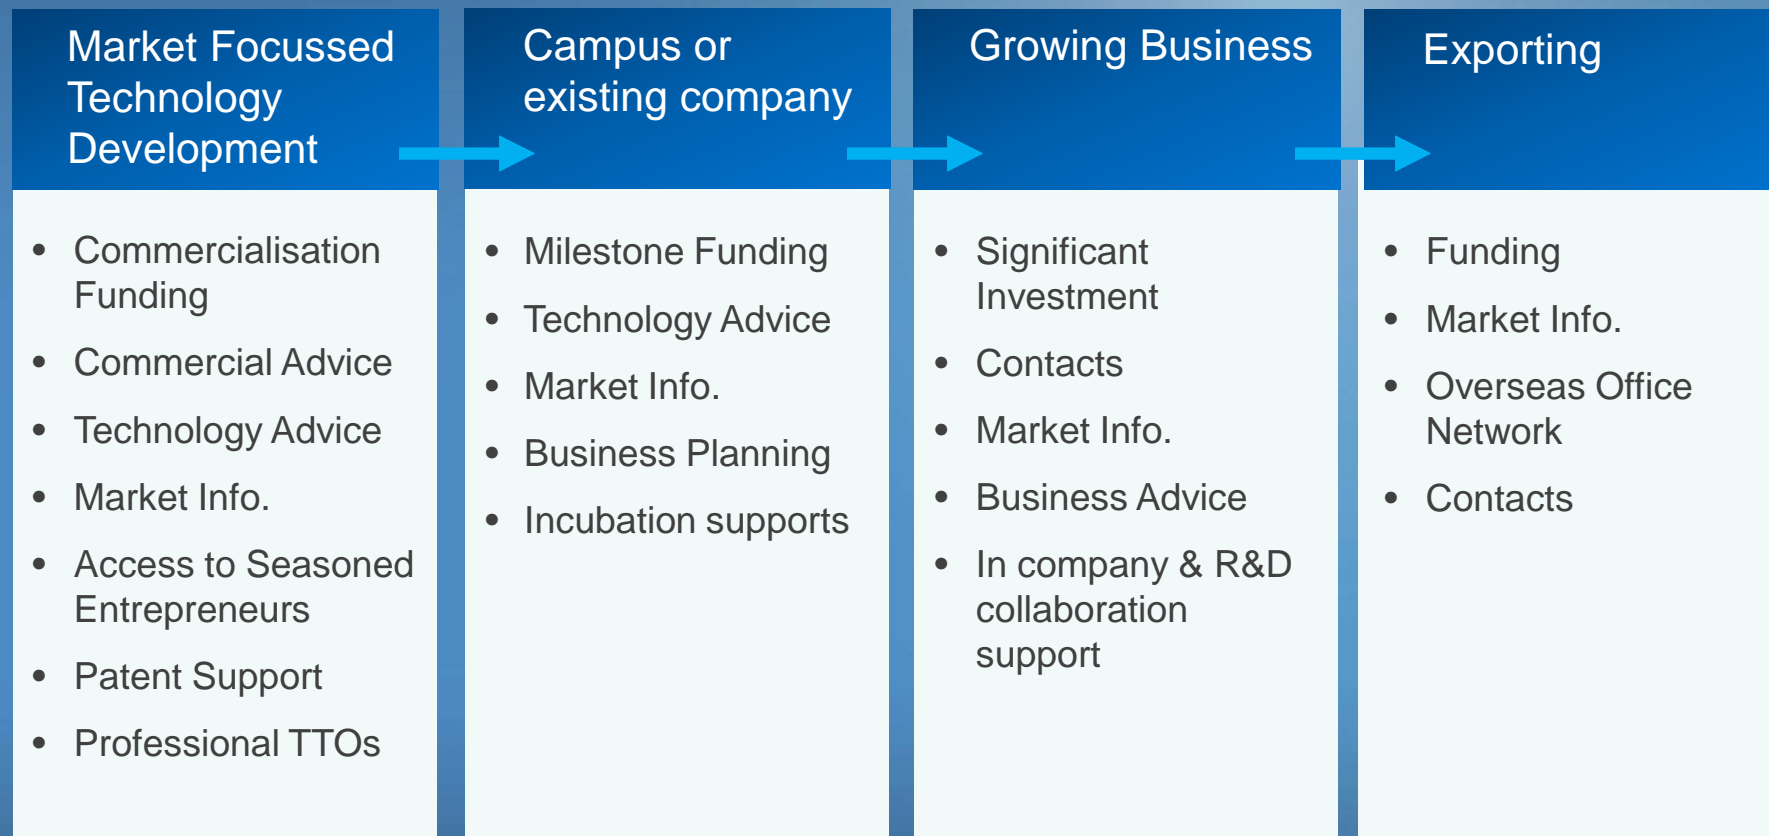 Market Focussed
Technology
Development
• Commercialisation
Funding
• Commercial Advice
• Technology Advice
• Market Info.
• Access to Seasoned
Entrepreneurs
• Patent Support
• Professional TTOs
Campus or
existing company
• Milestone Funding
• Technology Advice
• Market Info.
• Business Planning
• Incubation supports
Growing Business
• Significant
Investment
• Contacts
• Market Info.
• Business Advice
• In company & R&D
collaboration
support
Exporting
• Funding
• Market Info.
• Overseas Office
Network
• Contacts